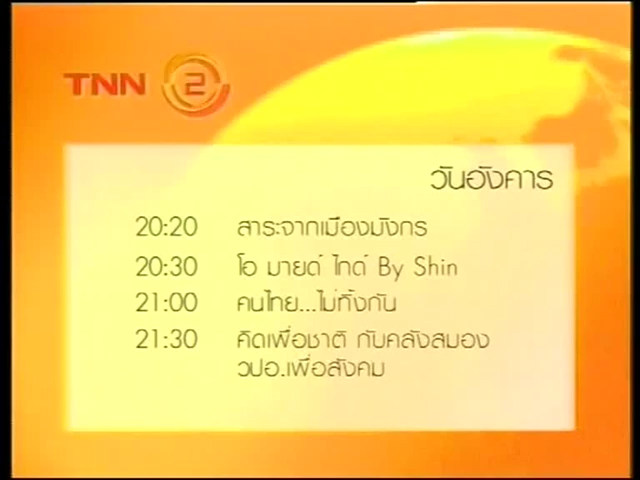 TNN 2
วันอังคาร
20:20 สาระจากเมืองมังกร
20:30 โอ มายด์ ไกด์ By Shin
21:00 คนไทย...ไม่ทิ้งกัน
21:30 คิดเพื่อชาติ กับคลังสมอง
วปอ.เพื่อสังคม